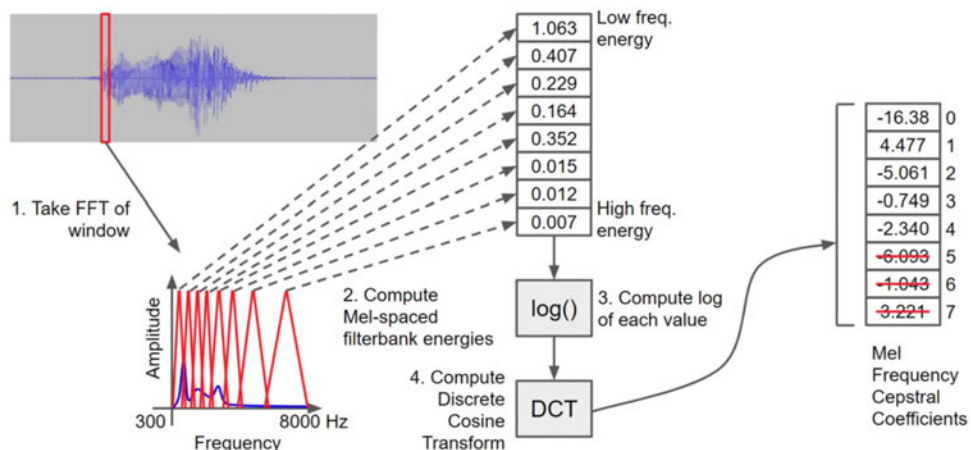 1. Take FFT of
window
Amplitude
300
8000 Hz
Frequency
2. Compute
Mel-spaced
filterbank energies
1.063
0.407
0.229
0.164
0.352
0.015
0.012
0.007
Low freq.
energy
High freq.
energy
log()
3. Compute log
of each value
4. Compute
Discrete
Cosine
Transform
DCT
-16.38 0
4.477 1
-5.061 2
-0.749 3
-2.340 4
-6.093 5
-1.043 6
3.221 7
Mel
Frequency
Cepstral
Coefficients